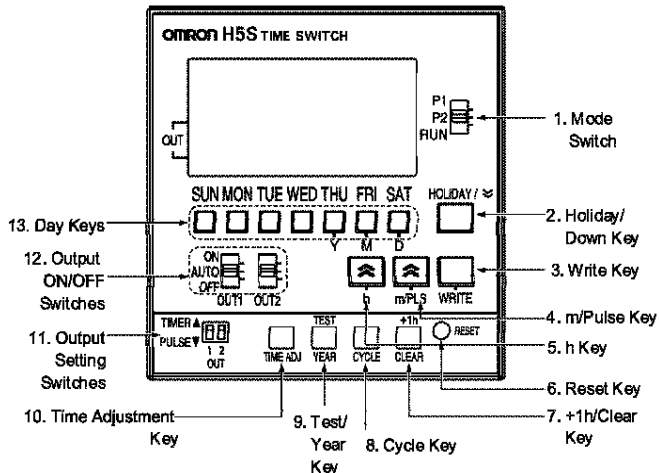 OMRON H5S TIME SWITCH
P1
P2
RUN
1. Mode
Switch
OUT
SUN MON TUE WED THU FRI SAT
HOLIDAY /
Y M D
2. Holiday/
Down Key
13. Day Keys
12. Output
ON/OFF
Switches
ON
AUTO
OFF
OUT1 OUT2
h m/PLS WRITE
3. Write Key
4. m/Pulse Key
5. h Key
11. Output
Setting
Switches
TIMER
PULSE
1 2
OUT
TIME ADJ
TEST
YEAR
CYCLE
+1h
CLEAR
RESET
6. Reset Key
7. +1h/Clear
Key
8. Cycle Key
9. Test/
Year
Key
10. Time Adjustment
Key